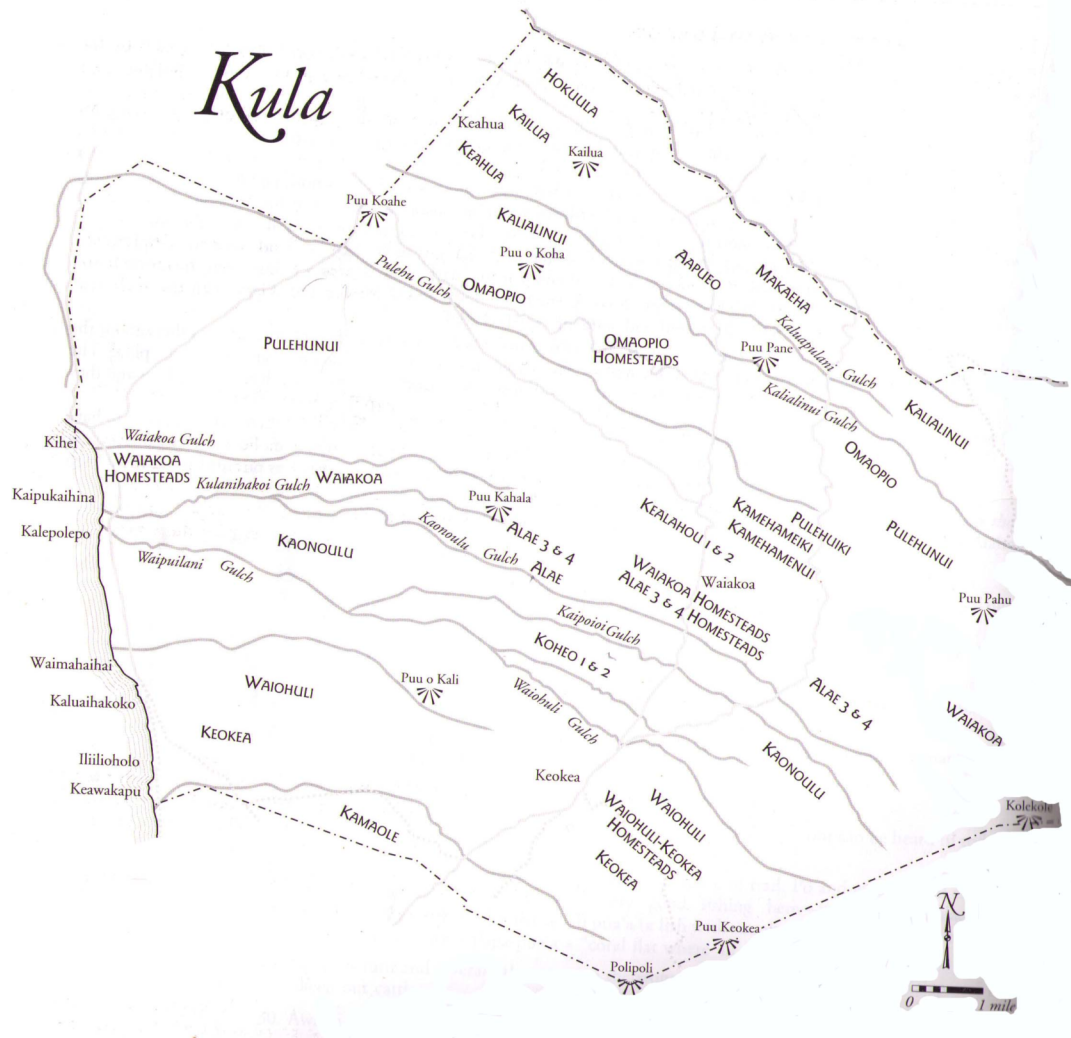 Kula
HOKUULA
KAILUA
Keahua
Kailua
KEAHUA
Puu Koahe
KALIALINUI
Puu o Koha
AAPUEO
MAKAEHA
Pulehu Gulch
OMAOPIO
Kaluapulani Gulch
PULEHUNUI
OMAOPIO
HOMESTEADS
Puu Pane
Kalialinui Gulch
KALIALINUI
OMAOPIO
Kihei
Waiakoa Gulch
WAIAKOA
HOMESTEADS
Kulanihakoi Gulch
WAIAKOA
Kaipukaihina
Puu Kahala
Kalepolepo
KAONOULU
Kaonoulu Gulch
ALAE 3 & 4
ALAE
KEALAHOU 1 & 2
KAMEHAMEIKI
KAMEHAMENUI
PULEHUIKI
PULEHUNUI
Waipuilani Gulch
WAIAKOA HOMESTEADS
ALAE 3 & 4 HOMESTEADS
Waiakoa
Puu Pahu
Kaipoioi Gulch
KOHEO 1 & 2
Waimahaihai
WAIOHULI
Puu o Kali
Waiohuli Gulch
ALAE 3 & 4
WAIAKOA
Kaluaihakoko
KEOKEA
KAONOULU
Iliilioholo
Keawakapu
Keokea
KAMAOLE
WAIOHULI
WAIOHULI-KEOKEA
HOMESTEADS
KEOKEA
Kolekole
Puu Keokea
Polipoli
N
0 1 mile